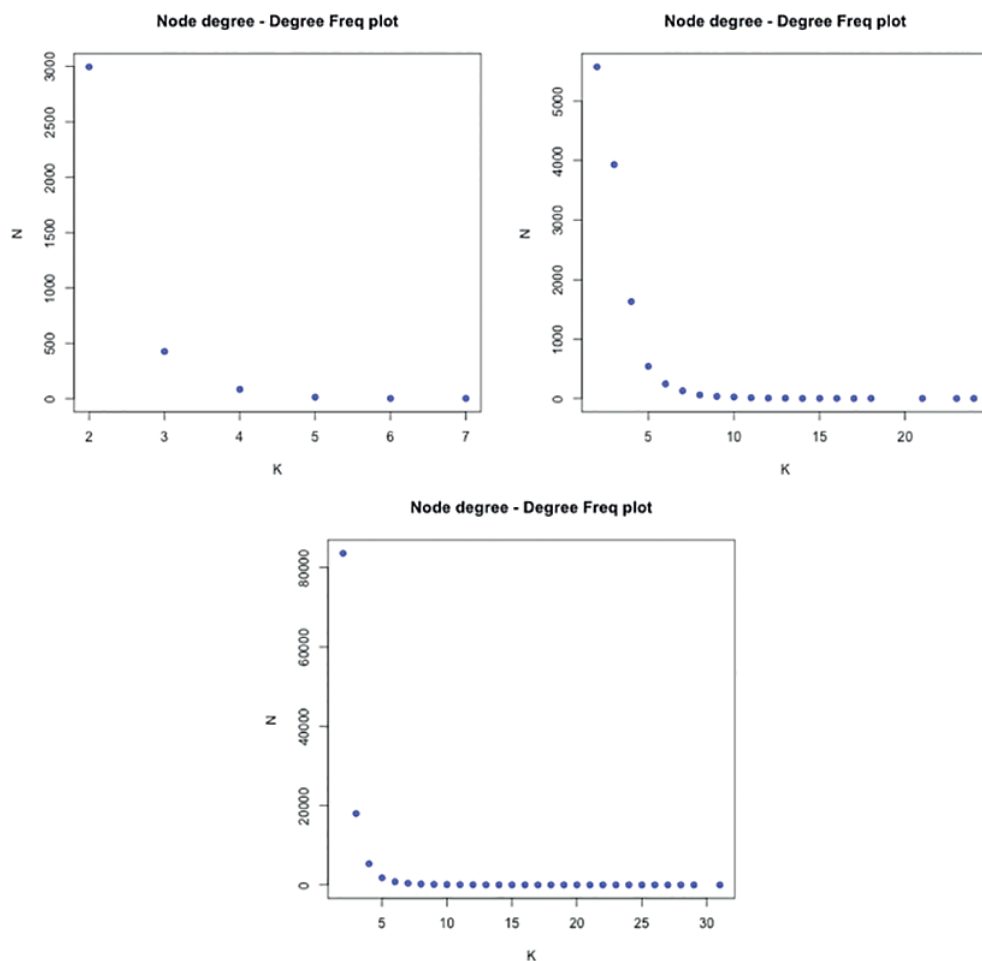 Node degree - Degree Freq plot
N
3000
2500
2000
1500
1000
500
0
2 3 4 5 6 7
K
Node degree - Degree Freq plot
N
5000
4000
3000
2000
1000
0
5 10 15 20
K
Node degree - Degree Freq plot
N
80000
60000
40000
20000
0
5 10 15 20 25 30
K